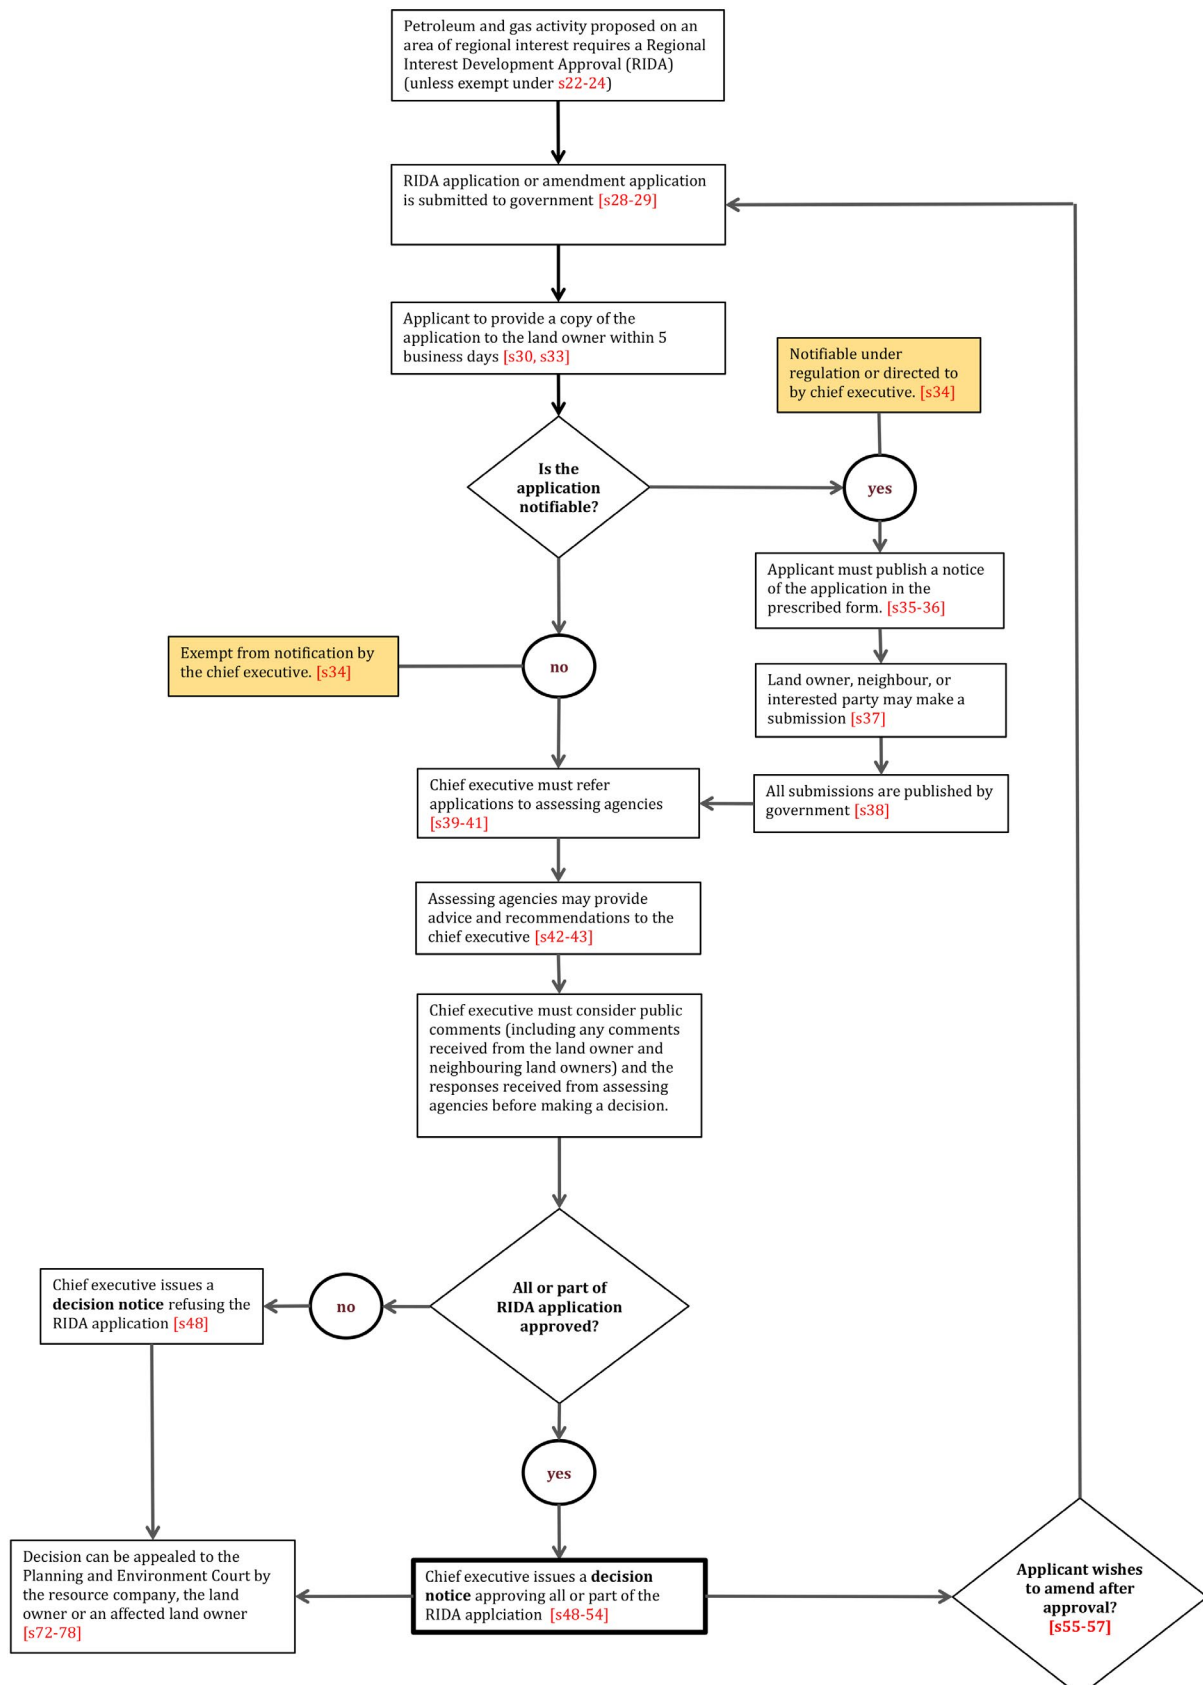 Petroleum and gas activity proposed on an
area of regional interest requires a Regional
Interest Development Approval (RIDA)
(unless exempt under s22-24)
RIDA application or amendment application
is submitted to government [s28-29]
Applicant to provide a copy of the
application to the land owner within 5
business days [s30, s33]
Notifiable under
regulation or directed to
by chief executive. [s34]
Is the
application
notifiable?
yes
Applicant must publish a notice
of the application in the
prescribed form. [s35-36]
Exempt from notification by
the chief executive. [s34]
no
Land owner, neighbour, or
interested party may make a
submission [s37]
Chief executive must refer
applications to assessing agencies
[s39-41]
All submissions are published by
government [s38]
Assessing agencies may provide
advice and recommendations to the
chief executive [s42-43]
Chief executive must consider public
comments (including any comments
received from the land owner and
neighbouring land owners) and the
responses received from assessing
agencies before making a decision.
Chief executive issues a
decision notice refusing the
RIDA application [s48]
no
All or part of
RIDA application
approved?
yes
Decision can be appealed to the
Planning and Environment Court by
the resource company, the land
owner or an affected land owner
[s72-78]
Chief executive issues a decision
notice approving all or part of the
RIDA applciation [s48-54]
Applicant wishes
to amend after
approval?
[s55-57]